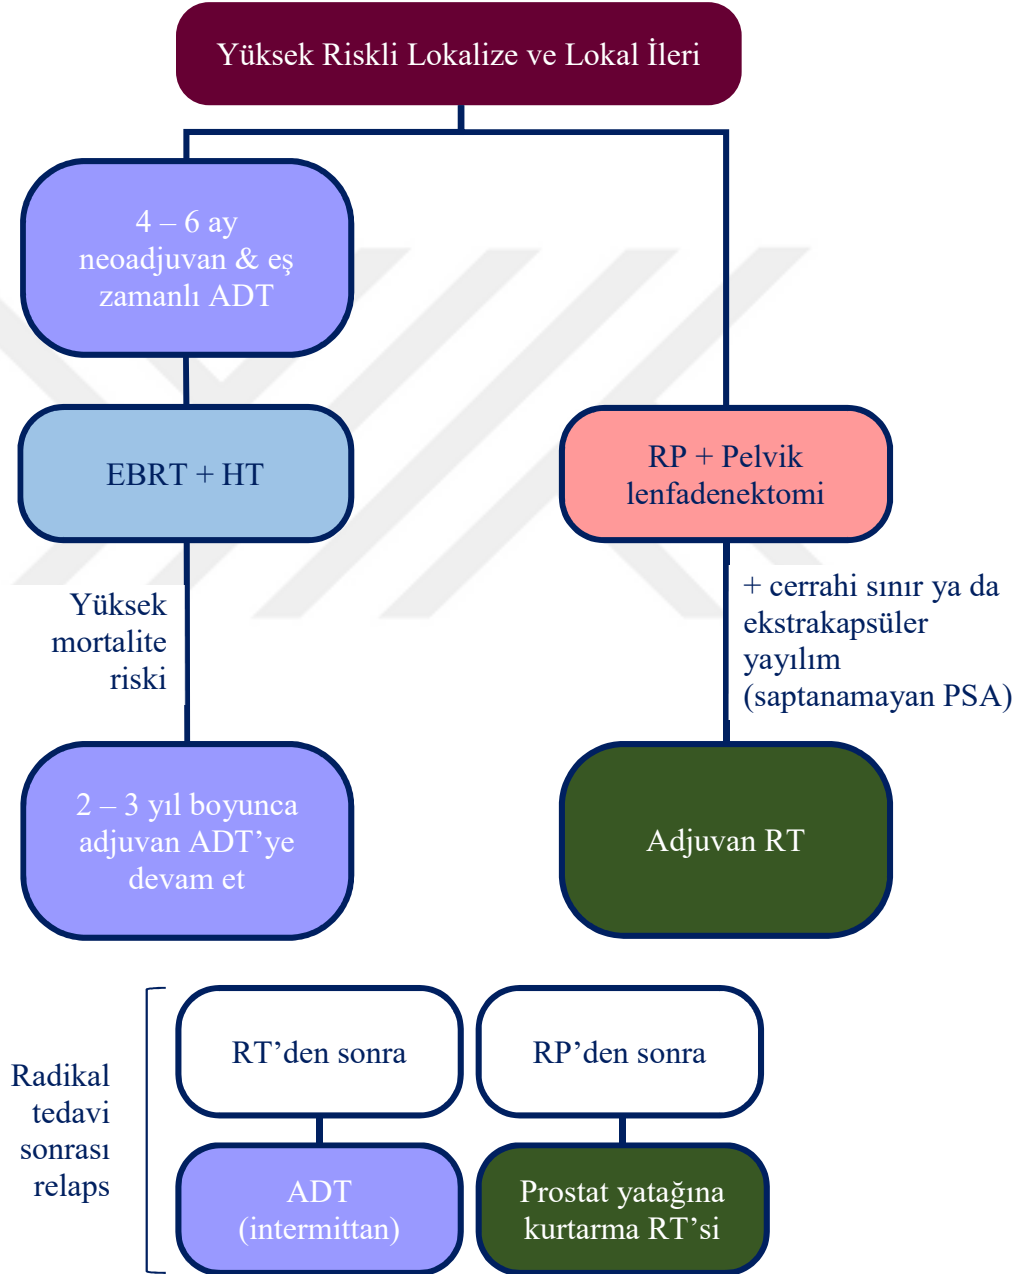 Yüksek Riskli Lokalize ve Lokal İleri
4 – 6 ay
neoadjuvan & eş
zamanlı ADT
EBRT + HT
RP + Pelvik
lenfadenektomi
Yüksek
mortalite
riski
+ cerrahi sınır ya da
ekstrakapsüler
yayılım
(saptanamayan PSA)
2 – 3 yıl boyunca
adjuvan ADT’ye
devam et
Adjuvan RT
Radikal
tedavi
sonrası
relaps
RT’den sonra
RP’den sonra
ADT
(intermittan)
Prostat yatağına
kurtarma RT’si